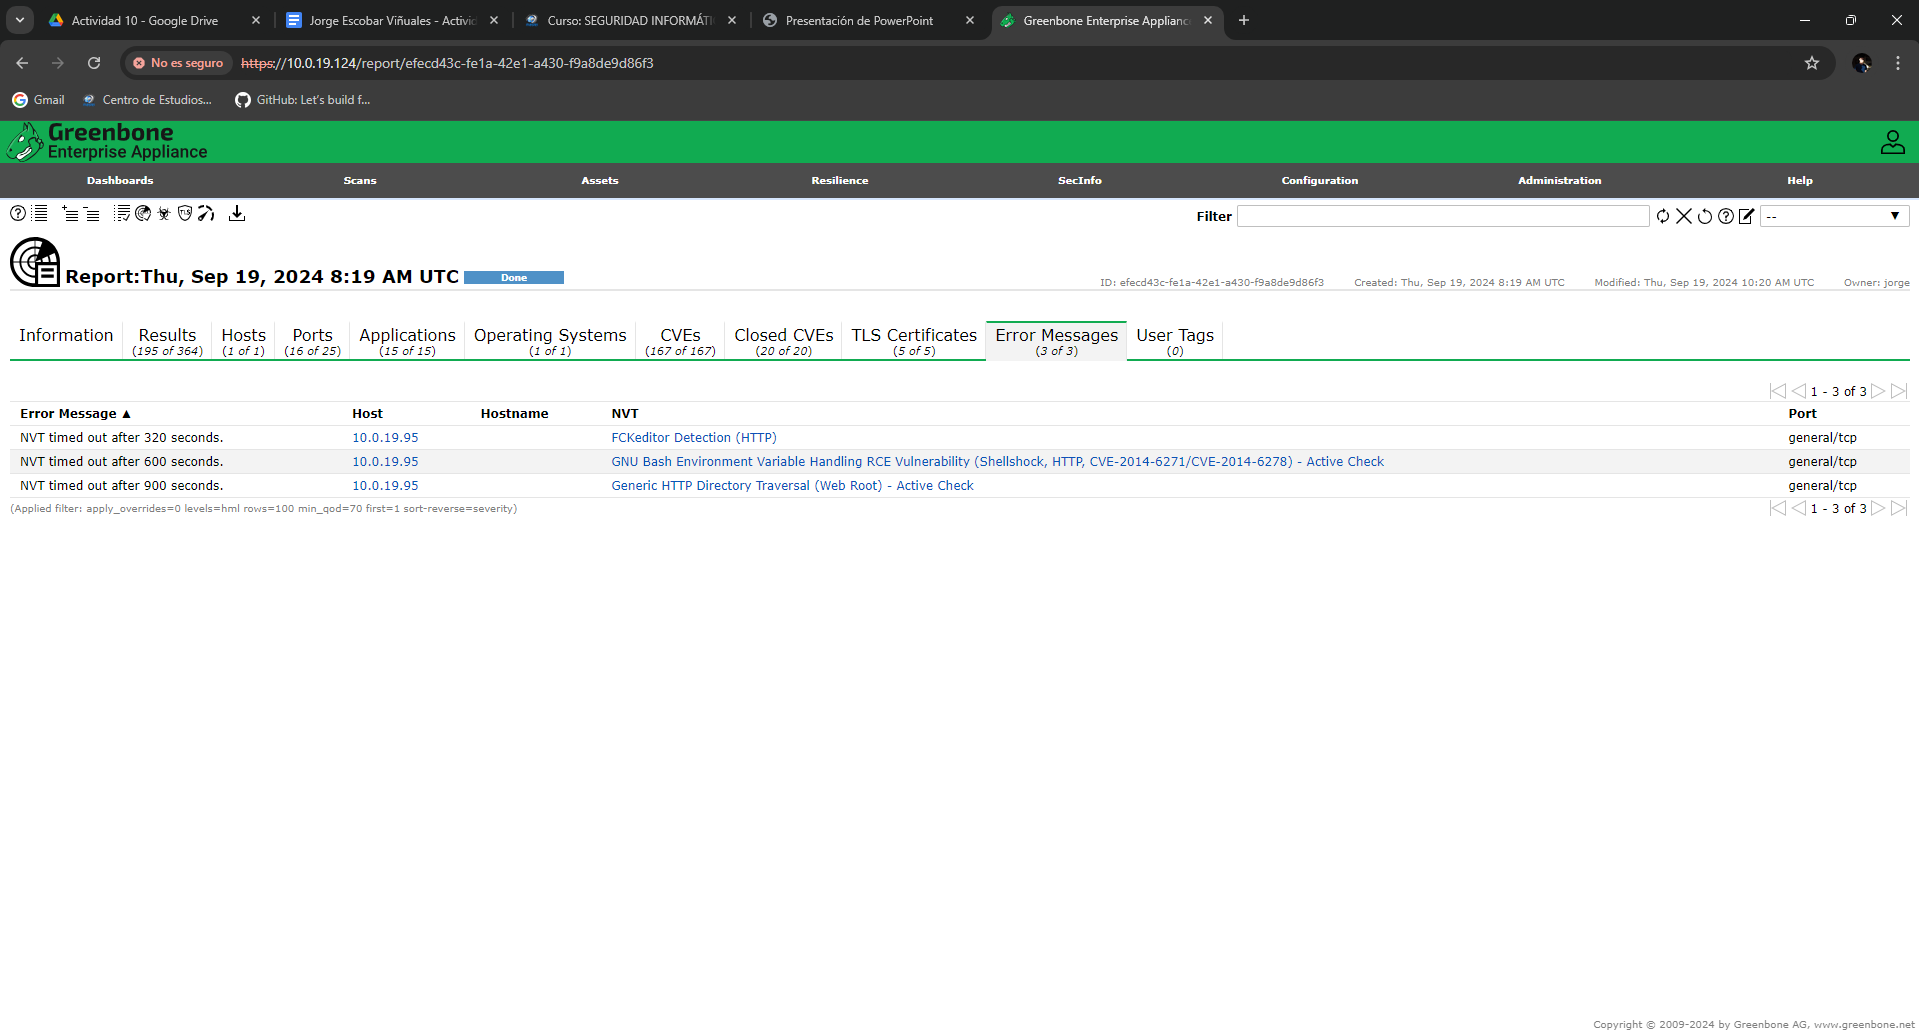 Actividad 10 - Google Drive
Jorge Escobar Viñuales - Activid
Curso: SEGURIDAD INFORMÁTI
Presentación de PowerPoint
Greenbone Enterprise Appliance
No es seguro https://10.0.19.124/report/efecd43c-fe1a-42e1-a430-f9a8de9d86f3
Gmail Centro de Estudios... GitHub: Let's build f...
Greenbone
Enterprise Appliance
Dashboards Scans Assets Resilience SecInfo Configuration Administration Help
Filter --
Report:Thu, Sep 19, 2024 8:19 AM UTC Done
ID: efecd43c-fe1a-42e1-a430-f9a8de9d86f3 Created: Thu, Sep 19, 2024 8:19 AM UTC Modified: Thu, Sep 19, 2024 10:20 AM UTC Owner: jorge
Information Results Hosts Ports Applications Operating Systems CVEs Closed CVEs TLS Certificates Error Messages User Tags
(195 of 364) (1 of 1) (16 of 25) (15 of 15) (1 of 1) (167 of 167) (20 of 20) (5 of 5) (3 of 3) (0)
1 - 3 of 3
Error Message ▲ Host Hostname NVT Port
NVT timed out after 320 seconds. 10.0.19.95 FCKeditor Detection (HTTP) general/tcp
NVT timed out after 600 seconds. 10.0.19.95 GNU Bash Environment Variable Handling RCE Vulnerability (Shellshock, HTTP, CVE-2014-6271/CVE-2014-6278) - Active Check general/tcp
NVT timed out after 900 seconds. 10.0.19.95 Generic HTTP Directory Traversal (Web Root) - Active Check general/tcp
(Applied filter: apply_overrides=0 levels=hml rows=100 min_qod=70 first=1 sort-reverse=severity) 1 - 3 of 3
Copyright © 2009-2024 by Greenbone AG, www.greenbone.net